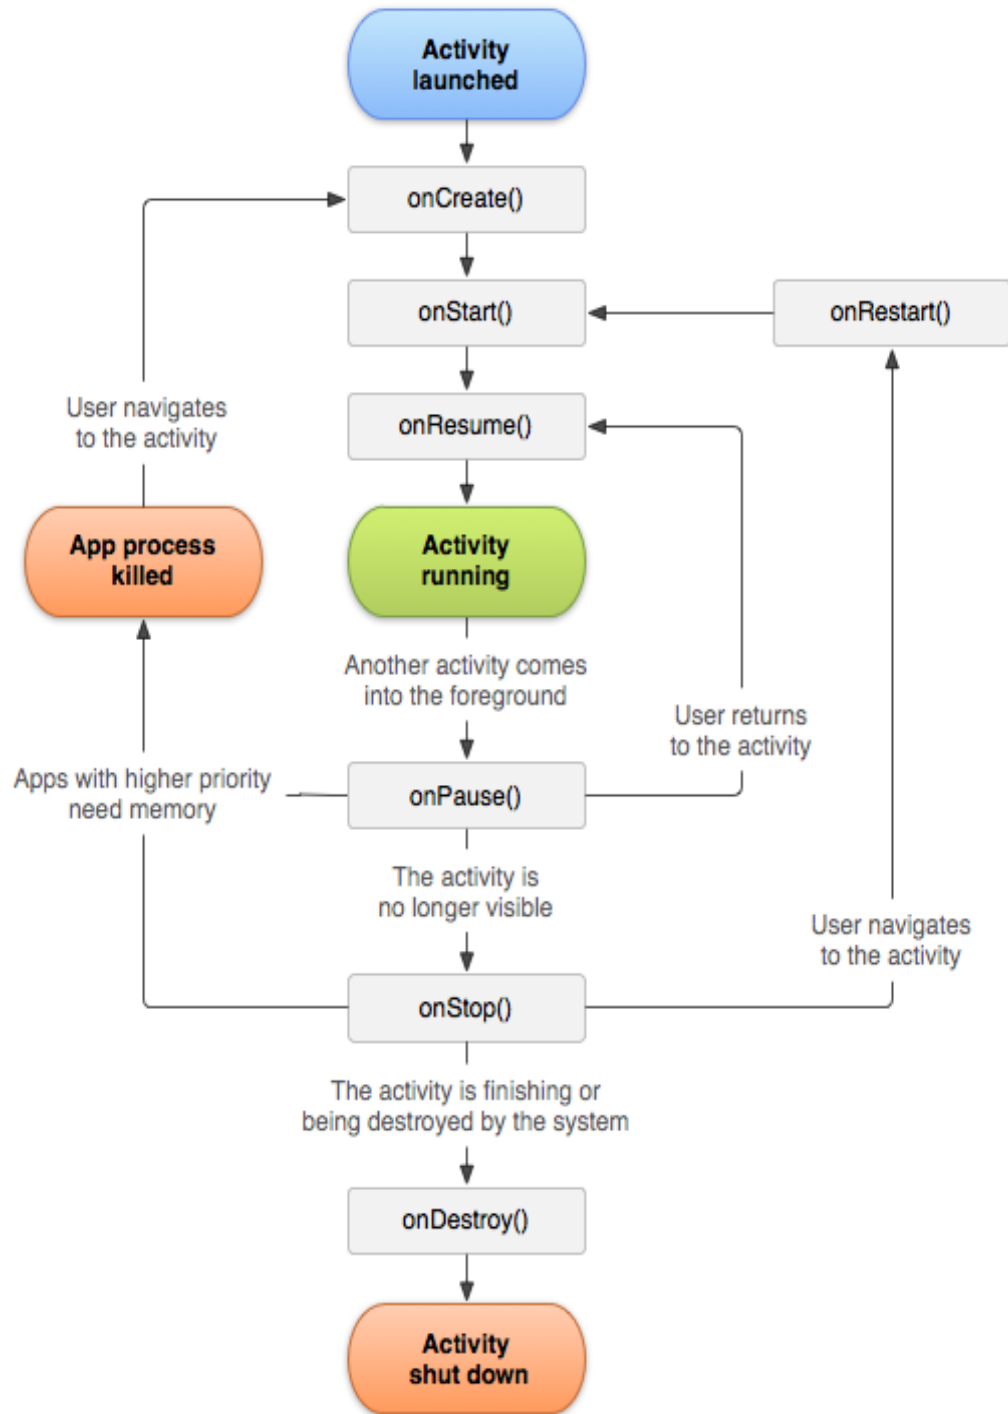 Activity
launched
onCreate()
onStart()
onRestart()
onResume()
User navigates
to the activity
App process
killed
Activity
running
Another activity comes
into the foreground
User returns
to the activity
Apps with higher priority
need memory
onPause()
The activity is
no longer visible
User navigates
to the activity
onStop()
The activity is finishing or
being destroyed by the system
onDestroy()
Activity
shut down